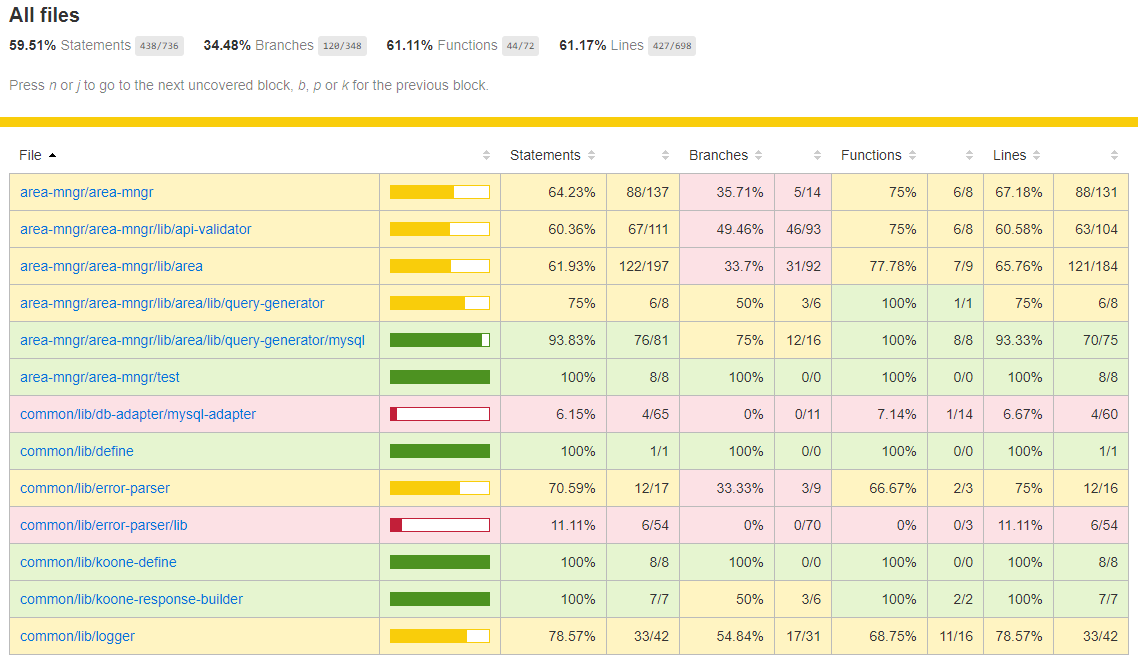 All files
59.51% Statements 438/736 34.48% Branches 120/348 61.11% Functions 44/72 61.17% Lines 427/698
Press n or j to go to the next uncovered block, b, p or k for the previous block.
File Statements Branches Functions Lines
area-mngr/area-mngr 64.23% 88/137 35.71% 5/14 75% 6/8 67.18% 88/131
area-mngr/area-mngr/lib/api-validator 60.36% 67/111 49.46% 46/93 75% 6/8 60.58% 63/104
area-mngr/area-mngr/lib/area 61.93% 122/197 33.7% 31/92 77.78% 7/9 65.76% 121/184
area-mngr/area-mngr/lib/area/lib/query-generator 75% 6/8 50% 3/6 100% 1/1 75% 6/8
area-mngr/area-mngr/lib/area/lib/query-generator/mysql 93.83% 76/81 75% 12/16 100% 8/8 93.33% 70/75
area-mngr/area-mngr/test 100% 8/8 100% 0/0 100% 0/0 100% 8/8
common/lib/db-adapter/mysql-adapter 6.15% 4/65 0% 0/11 7.14% 1/14 6.67% 4/60
common/lib/define 100% 1/1 100% 0/0 100% 0/0 100% 1/1
common/lib/error-parser 70.59% 12/17 33.33% 3/9 66.67% 2/3 75% 12/16
common/lib/error-parser/lib 11.11% 6/54 0% 0/70 0% 0/3 11.11% 6/54
common/lib/koone-define 100% 8/8 100% 0/0 100% 0/0 100% 8/8
common/lib/koone-response-builder 100% 7/7 50% 3/6 100% 2/2 100% 7/7
common/lib/logger 78.57% 33/42 54.84% 17/31 68.75% 11/16 78.57% 33/42